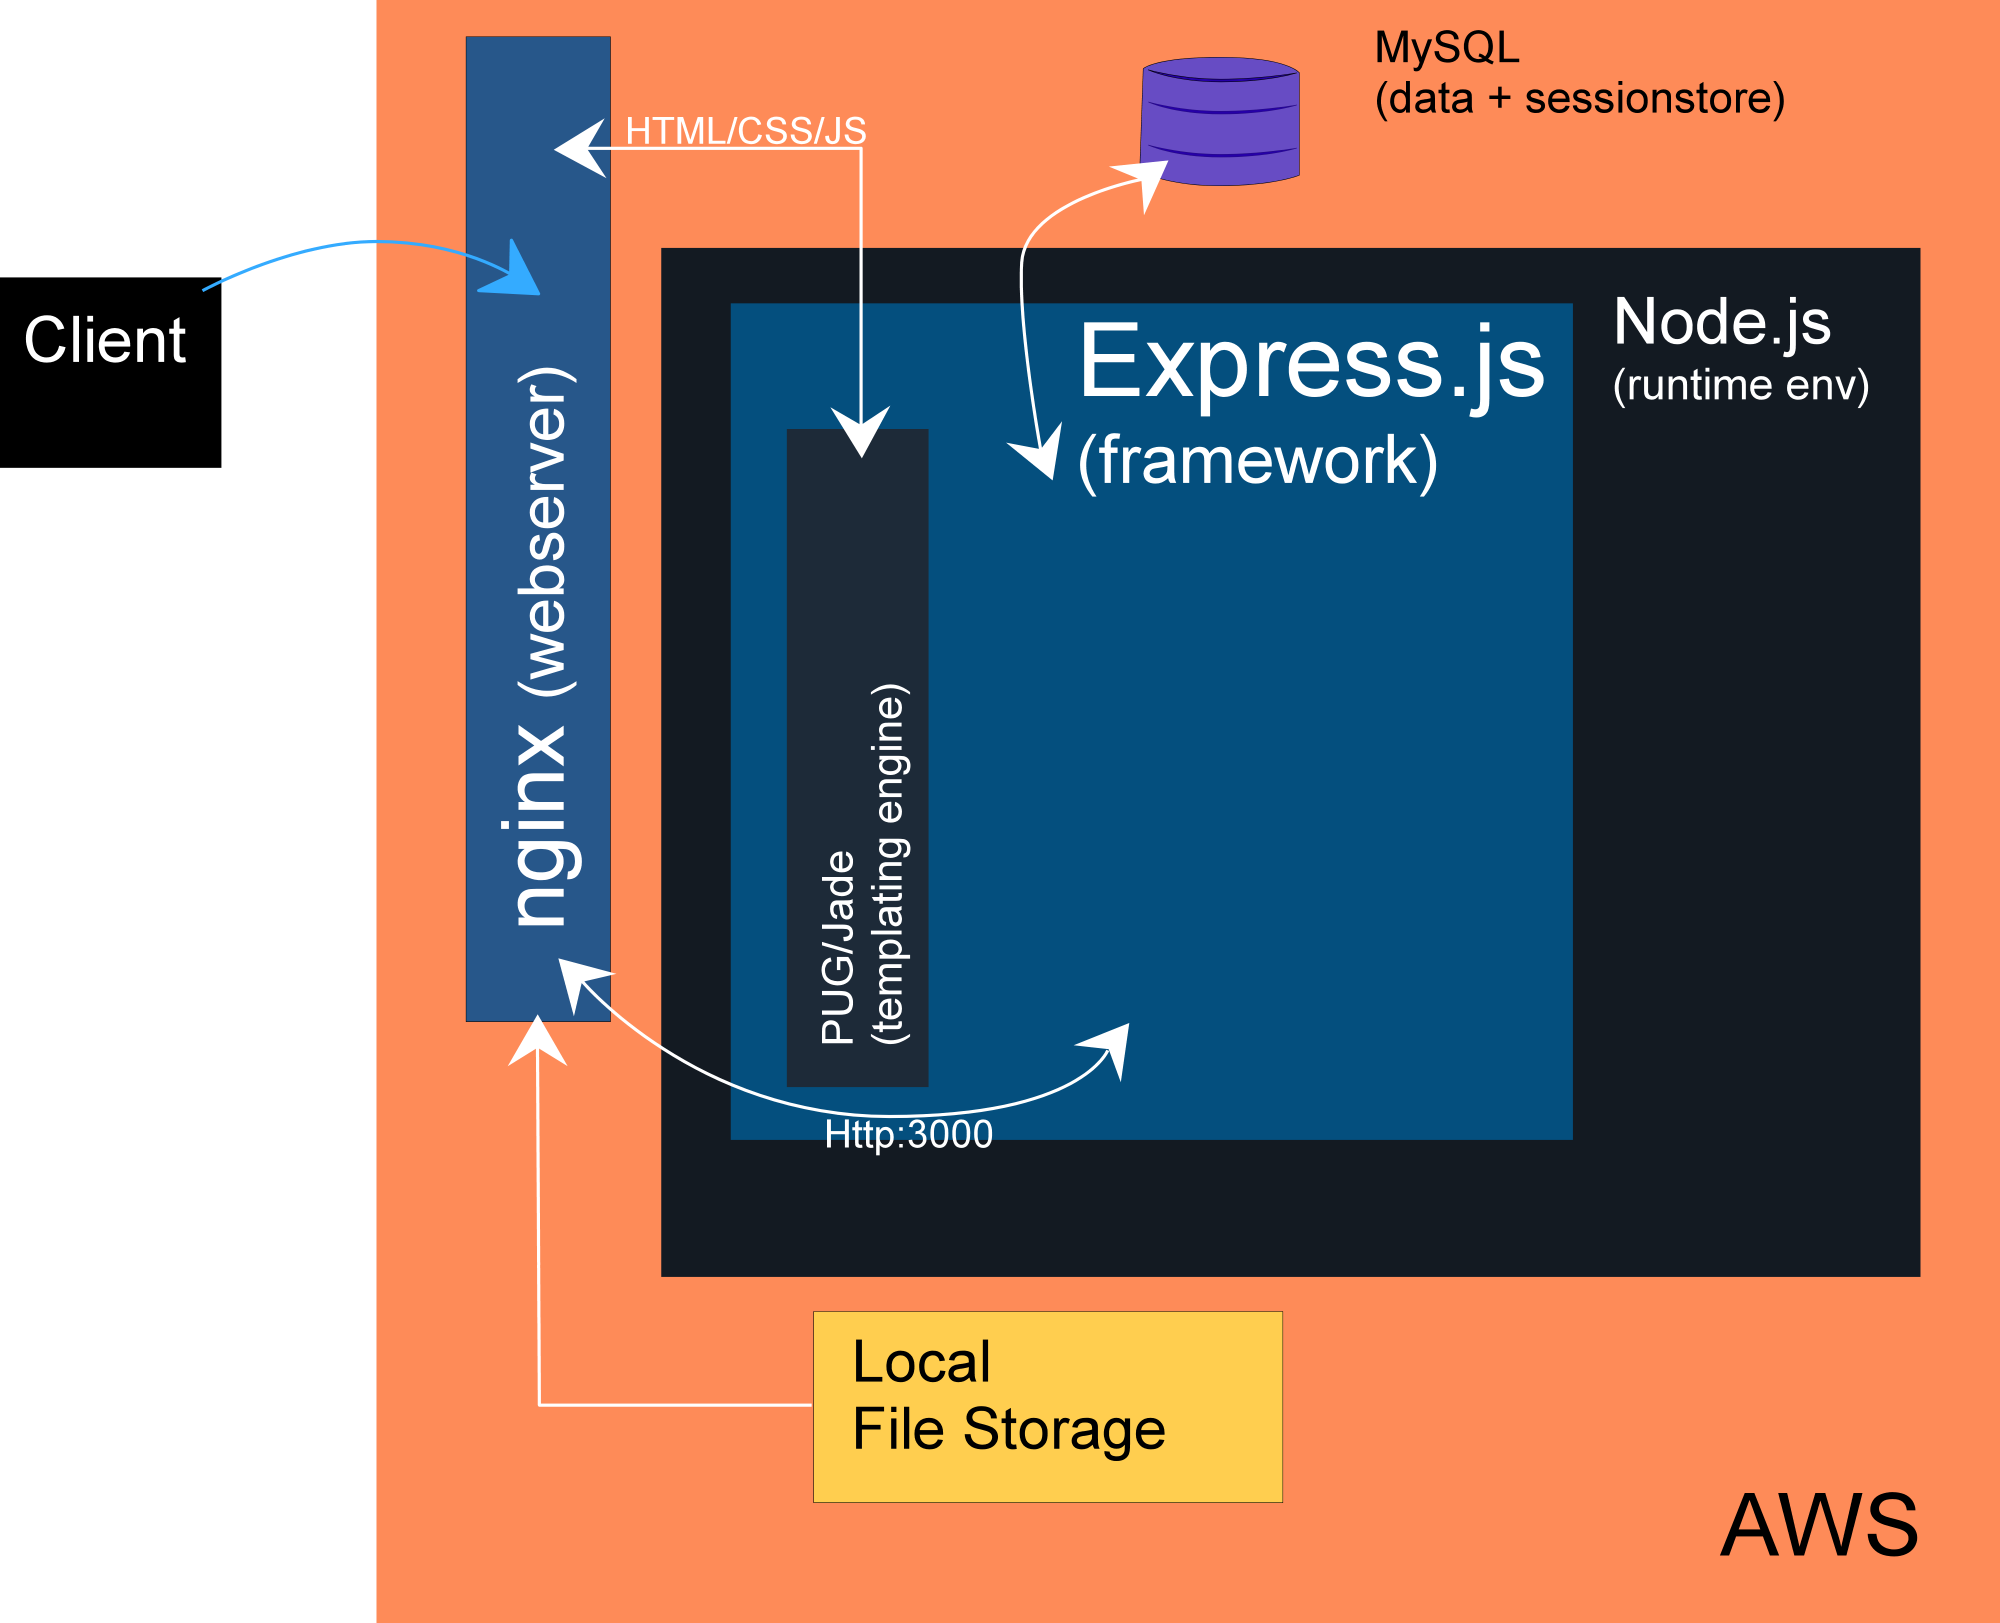 MySQL
(data + sessionstore)
HTML/CSS/JS
Client
nginx (webserver)
Express.js
(framework)
Node.js
(runtime env)
PUG/Jade
(templating engine)
Http:3000
Local
File Storage
AWS